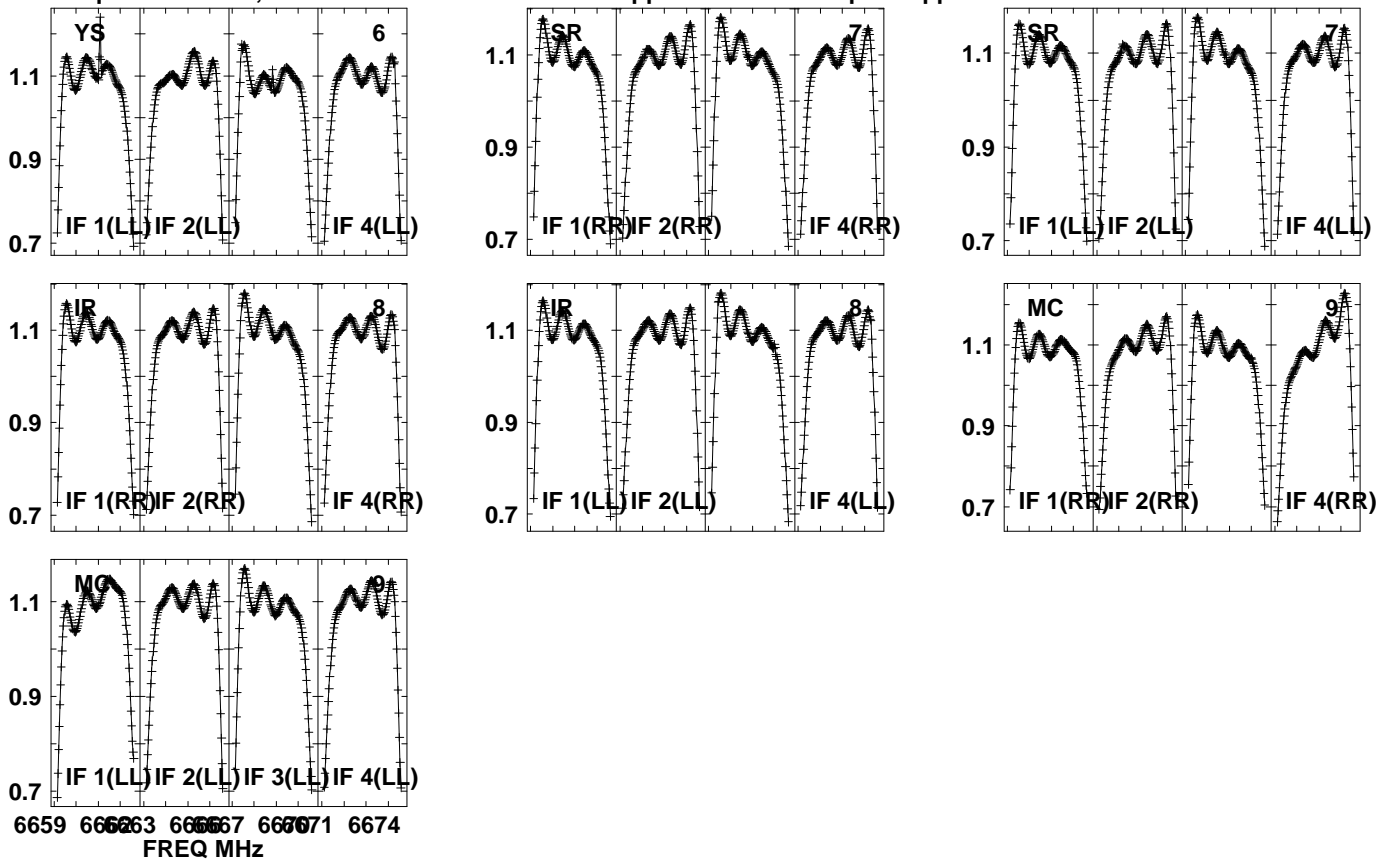 YS 6
1.1
0.9
0.7
IF 1(LL) IF 2(LL) IF 4(LL)
SR 7
1.1
0.9
0.7
IF 1(RR) IF 2(RR) IF 4(RR)
SR 7
1.1
0.9
0.7
IF 1(LL) IF 2(LL) IF 4(LL)
IR 8
1.1
0.9
0.7
IF 1(RR) IF 2(RR) IF 4(RR)
IR 8
1.1
0.9
0.7
IF 1(LL) IF 2(LL) IF 4(LL)
MC 9
1.1
0.9
0.7
IF 1(RR) IF 2(RR) IF 4(RR)
MC 9
1.1
0.9
0.7
IF 1(LL) IF 2(LL) IF 3(LL) IF 4(LL)
6659 6662 6663 6666 6667 6670 6671 6674
FREQ MHz